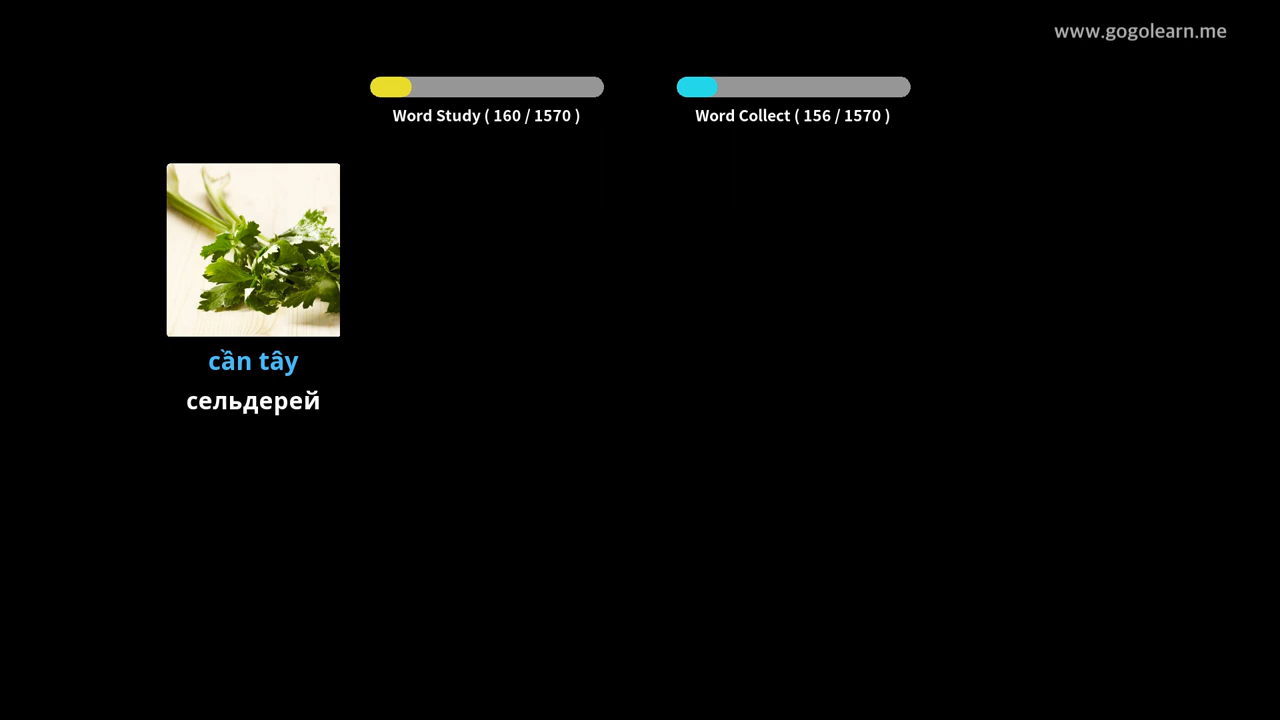 www.gogolearn.me
Word Study ( 160 / 1570 )
Word Collect ( 156 / 1570 )
cần tây
сельдерей